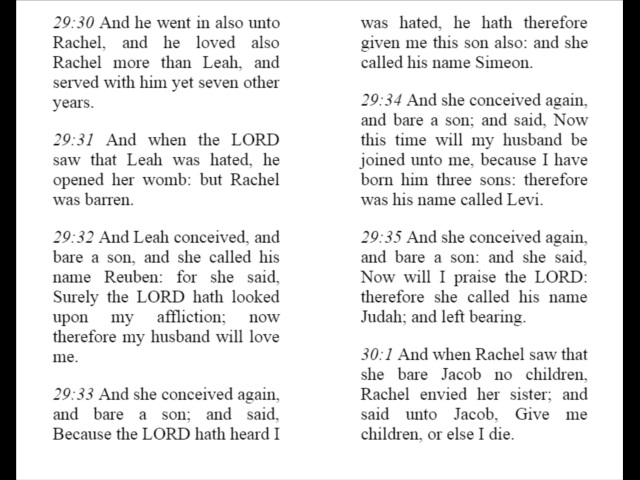 29:30 And he went in also unto
Rachel, and he loved also
Rachel more than Leah, and
served with him yet seven other
years.
29:31 And when the LORD
saw that Leah was hated, he
opened her womb: but Rachel
was barren.
29:32 And Leah conceived, and
bare a son, and she called his
name Reuben: for she said,
Surely the LORD hath looked
upon my affliction; now
therefore my husband will love
me.
29:33 And she conceived again,
and bare a son; and said,
Because the LORD hath heard I
was hated, he hath therefore
given me this son also: and she
called his name Simeon.
29:34 And she conceived again,
and bare a son; and said, Now
this time will my husband be
joined unto me, because I have
born him three sons: therefore
was his name called Levi.
29:35 And she conceived again,
and bare a son: and she said,
Now will I praise the LORD:
therefore she called his name
Judah; and left bearing.
30:1 And when Rachel saw that
she bare Jacob no children,
Rachel envied her sister; and
said unto Jacob, Give me
children, or else I die.